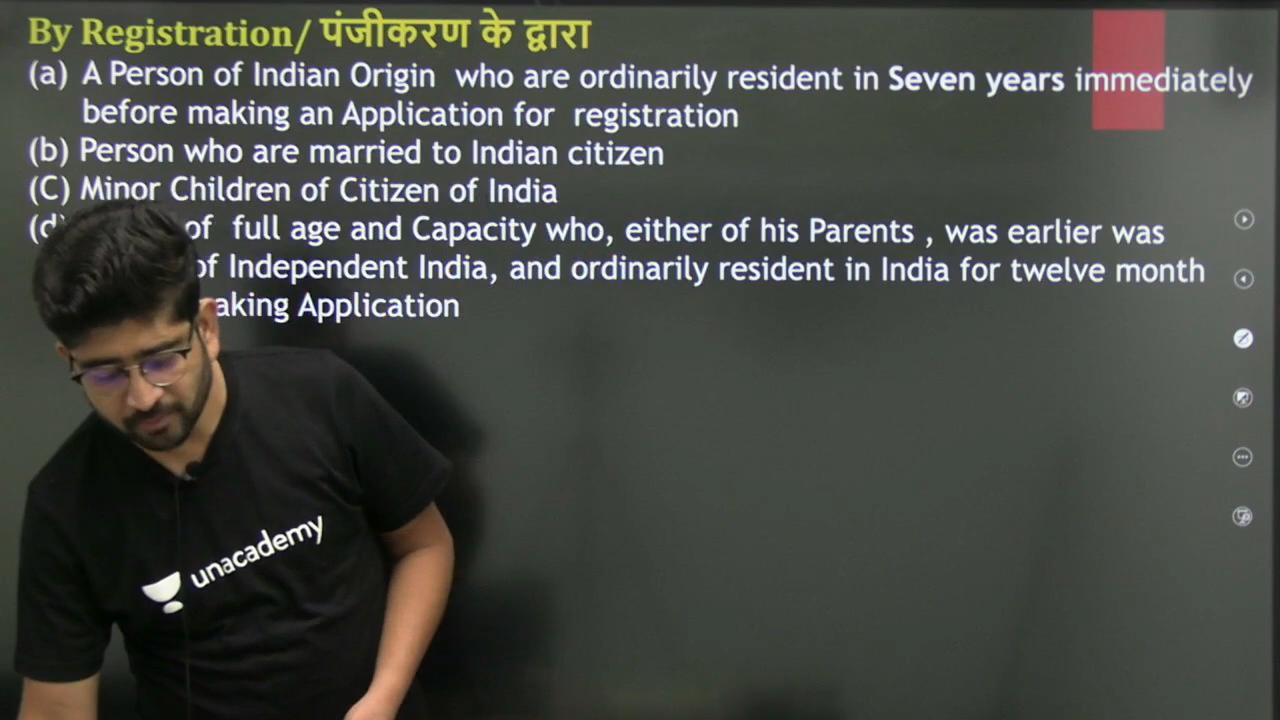 By Registration/ पंजीकरण के द्वारा
(a) A Person of Indian Origin who are ordinarily resident in Seven years immediately
before making an Application for registration
(b) Person who are married to Indian citizen
(C) Minor Children of Citizen of India
(d) of full age and Capacity who, either of his Parents , was earlier was
of Independent India, and ordinarily resident in India for twelve month
aking Application
unacademy